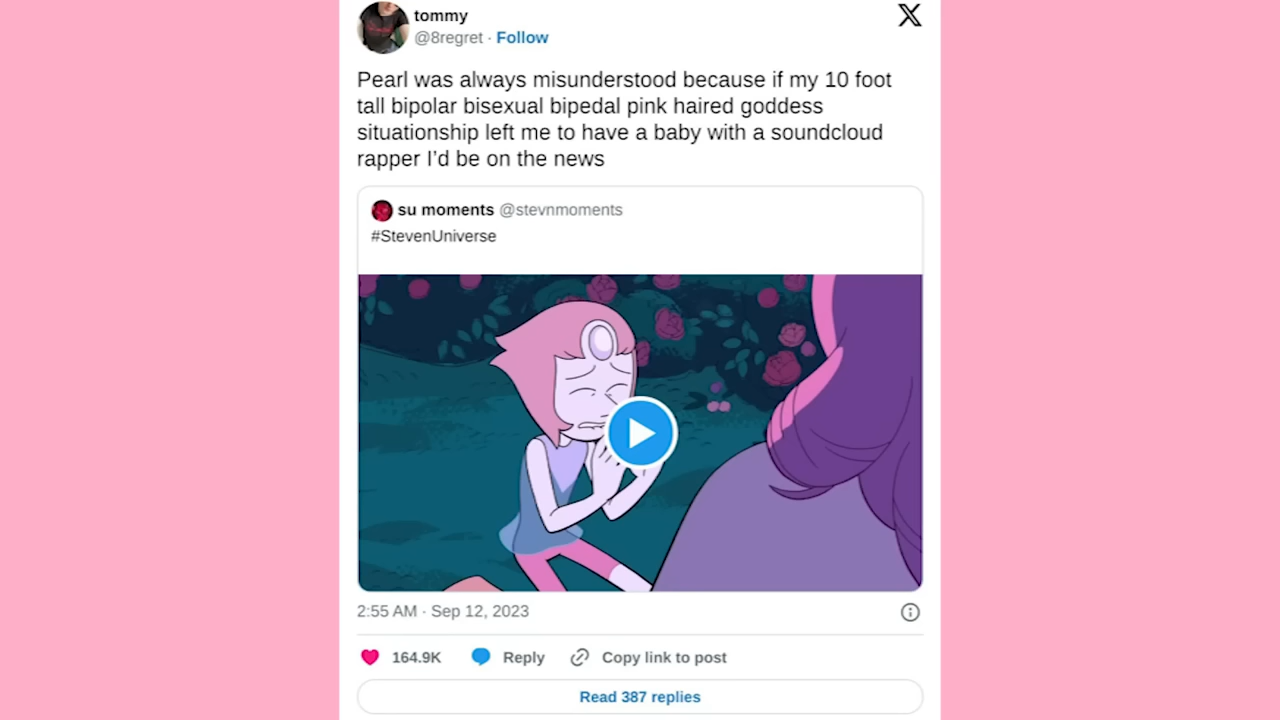 tommy
@8regret · Follow
Pearl was always misunderstood because if my 10 foot
tall bipolar bisexual bipedal pink haired goddess
situationship left me to have a baby with a soundcloud
rapper I'd be on the news
su moments @stevnmoments
#StevenUniverse
2:55 AM · Sep 12, 2023
164.9K Reply Copy link to post
Read 387 replies